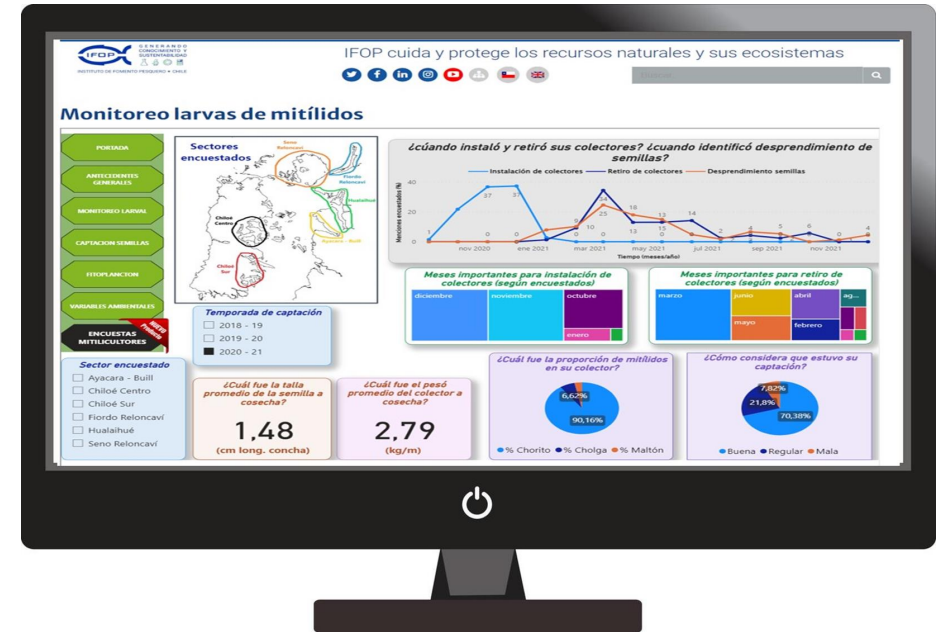 IFOP
GENERANDO
CONOCIMIENTO Y
SUSTENTABILIDAD
INSTITUTO DE FOMENTO PESQUERO • CHILE
IFOP cuida y protege los recursos naturales y sus ecosistemas
Monitoreo larvas de mitílidos
PORTADA
ANTECEDENTES
GENERALES
MONITOREO LARVAL
CAPTACION SEMILLAS
FITOPLANCTON
VARIABLES AMBIENTALES
ENCUESTAS
MITILICULTORES
NUEVO
Producto
Sectores
encuestados
Seno
Reloncaví
Fiordo
Reloncaví
Hualaihué
Chiloé
Centro
Ayacara - Buill
Chiloé
Sur
¿cúando instaló y retiró sus colectores? ¿cuando identificó desprendimiento de
semillas?
Instalación de colectores Retiro de colectores Desprendimiento semillas
Menciones encuestados (%)
40
20
0
1
37
37
0
0
0
9
10
0
34
25
0
18
13
13
15
14
2
4
5
6
0
4
0
nov 2020 ene 2021 mar 2021 may 2021 jul 2021 sep 2021 nov 2021
Tiempo (meses/año)
Meses importantes para instalación de
colectores (según encuestados)
diciembre noviembre octubre
enero
Meses importantes para retiro de
colectores (según encuestados)
marzo junio abril ag...
mayo febrero
Temporada de captación
2018 - 19
2019 - 20
2020 - 21
Sector encuestado
Ayacara - Buill
Chiloé Centro
Chiloé Sur
Fiordo Reloncaví
Hualaihué
Seno Reloncaví
¿Cuál fue la talla
promedio de la semilla a
cosecha?
1,48
(cm long. concha)
¿Cuál fue el pesó
promedio del colector a
cosecha?
2,79
(kg/m)
¿Cuál fue la proporción de mitílidos
en su colector?
6,62%
90,16%
% Chorito % Cholga % Maltón
¿Cómo considera que estuvo su
captación?
7,82%
21,8%
70,38%
Buena Regular Mala